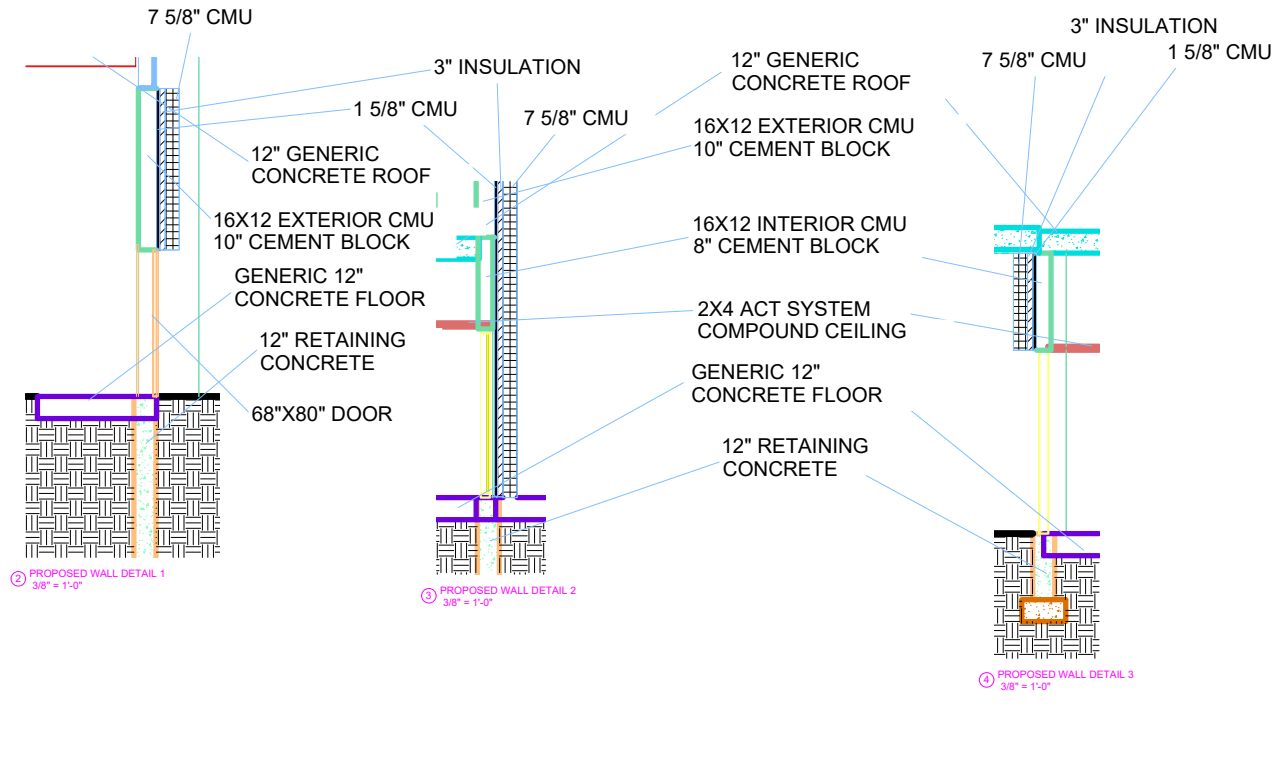 7 5/8" CMU
3" INSULATION
1 5/8" CMU
12" GENERIC
CONCRETE ROOF
16X12 EXTERIOR CMU
10" CEMENT BLOCK
GENERIC 12"
CONCRETE FLOOR
12" RETAINING
CONCRETE
68"X80" DOOR
2 PROPOSED WALL DETAIL 1
3/8" = 1'-0"
7 5/8" CMU
12" GENERIC
CONCRETE ROOF
16X12 EXTERIOR CMU
10" CEMENT BLOCK
16X12 INTERIOR CMU
8" CEMENT BLOCK
2X4 ACT SYSTEM
COMPOUND CEILING
GENERIC 12"
CONCRETE FLOOR
12" RETAINING
CONCRETE
3 PROPOSED WALL DETAIL 2
3/8" = 1'-0"
3" INSULATION
7 5/8" CMU
1 5/8" CMU
4 PROPOSED WALL DETAIL 3
3/8" = 1'-0"